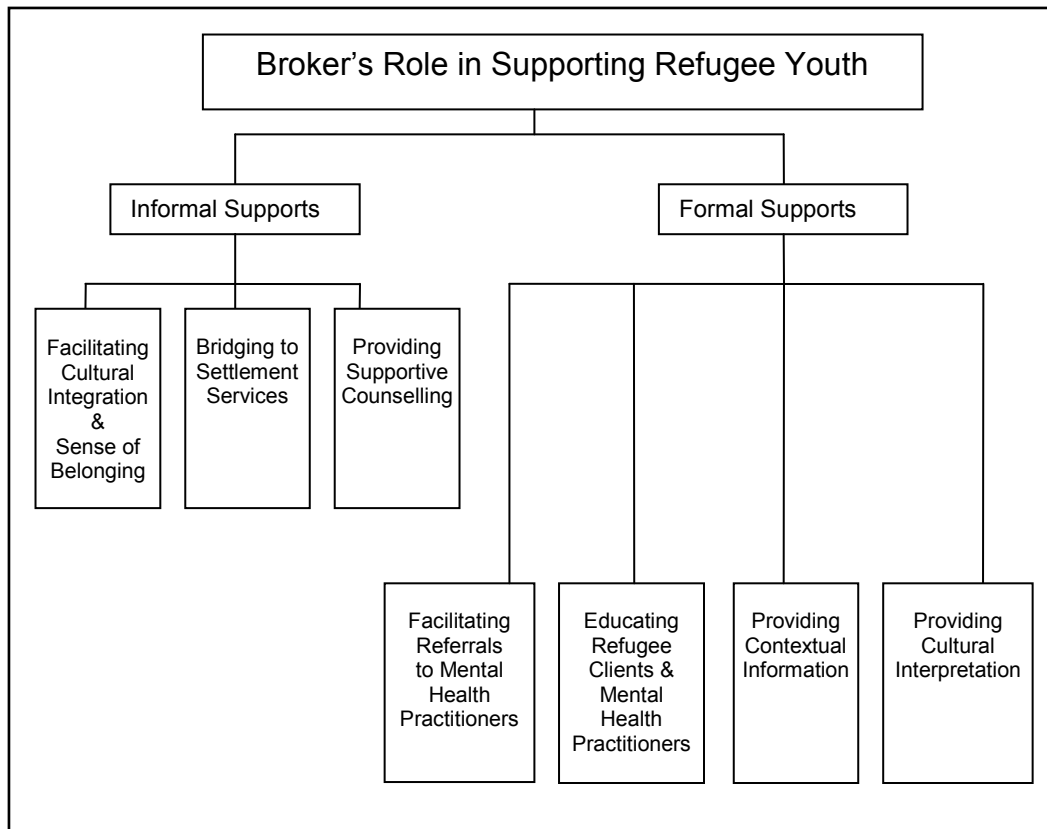 Broker's Role in Supporting Refugee Youth
Informal Supports
Formal Supports
Facilitating
Cultural
Integration
&
Sense of
Belonging
Bridging to
Settlement
Services
Providing
Supportive
Counselling
Facilitating
Referrals
to Mental
Health
Practitioners
Educating
Refugee
Clients &
Mental
Health
Practitioners
Providing
Contextual
Information
Providing
Cultural
Interpretation